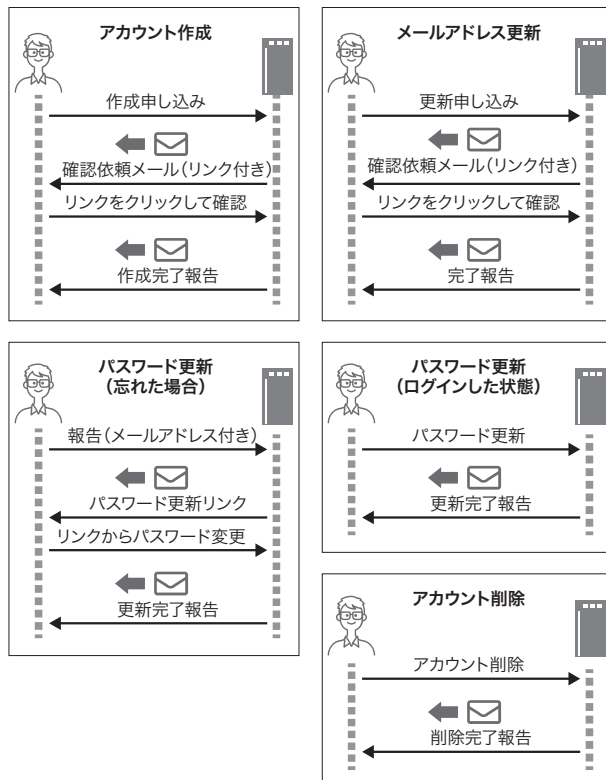 アカウント作成
作成申し込み
確認依頼メール(リンク付き)
リンクをクリックして確認
作成完了報告
メールアドレス更新
更新申し込み
確認依頼メール(リンク付き)
リンクをクリックして確認
完了報告
パスワード更新
(忘れた場合)
報告(メールアドレス付き)
パスワード更新リンク
リンクからパスワード変更
更新完了報告
パスワード更新
(ログインした状態)
パスワード更新
更新完了報告
アカウント削除
アカウント削除
削除完了報告